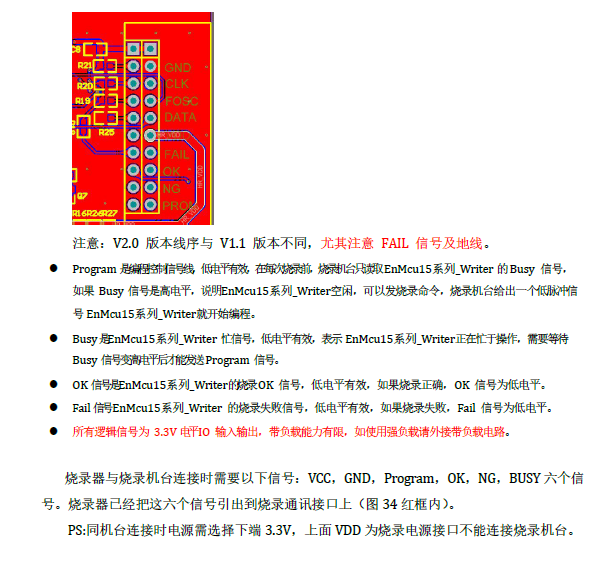 C8
R21
GND
R20
CLK
R19
FOSC
DATA
R25
HR_VDD
FAIL
OK
HR_VDD
NG
Q7
PRO
R16R26R27
注意：V2.0 版本线序与 V1.1 版本不同，尤其注意 FAIL 信号及地线。
● Program 是编程控制信号线，低电平有效，在每次烧录前，烧录机台只读取EnMcu15系列_Writer 的 Busy 信号，
如果 Busy 信号是高电平，说明EnMcu15系列_Writer空闲，可以发烧录命令，烧录机台给出一个低脉冲信
号 EnMcu15系列_Writer就开始编程。
● Busy 是EnMcu15系列_Writer 忙信号，低电平有效，表示 EnMcu15系列_Writer正在忙于操作，需要等待
Busy 信号变高电平后才能发送Program 信号。
● OK 信号是EnMcu15系列_Writer的烧录OK 信号，低电平有效，如果烧录正确，OK 信号为低电平。
● Fail 信号EnMcu15系列_Writer 的烧录失败信号，低电平有效，如果烧录失败，Fail 信号为低电平。
● 所有逻辑信号为 3.3V 电平IO 输入输出，带负载能力有限，如使用强负载请外接带负载电路。
烧录器与烧录机台连接时需要以下信号：VCC，GND，Program，OK，NG，BUSY 六个信
号。烧录器已经把这六个信号引出到烧录通讯接口上（图 34 红框内）。
PS:同机台连接时电源需选择下端 3.3V，上面 VDD 为烧录电源接口不能连接烧录机台。